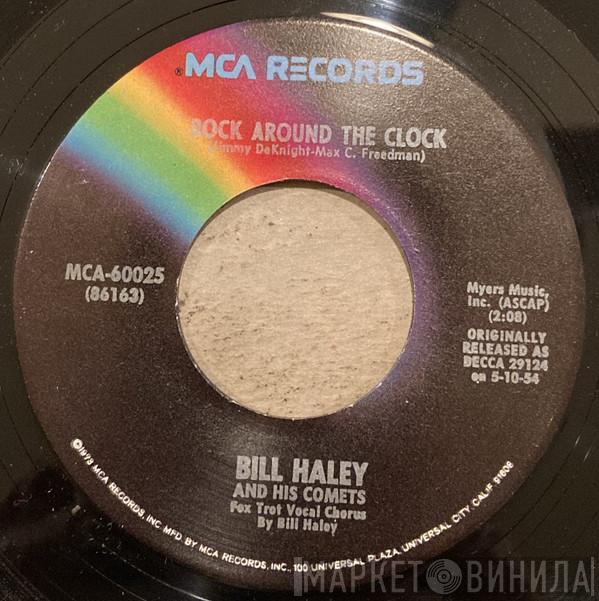 ® MCA RECORDS
ROCK AROUND THE CLOCK
(Jimmy DeKnight-Max C. Freedman)
MCA-60025
(86163)
Myers Music,
Inc. (ASCAP)
(2:08)
ORIGINALLY
RELEASED AS
DECCA 29124
on 5-10-54
BILL HALEY
AND HIS COMETS
Fox Trot Vocal Chorus
By Bill Haley
©1973 MCA RECORDS, INC. MFD. BY MCA RECORDS, INC., 100 UNIVERSAL PLAZA, UNIVERSAL CITY, CALIF. 91608
МАРКЕТ ВИНИЛА